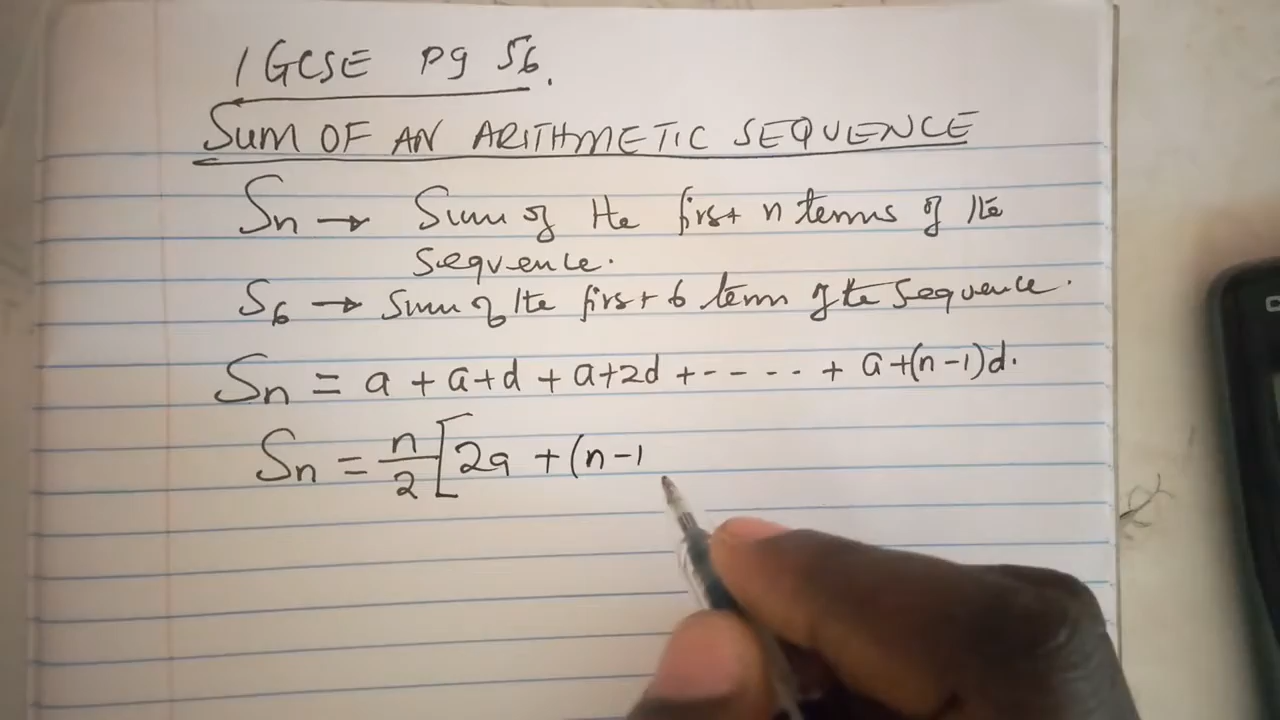 IGCSE pg 56.
SUM OF AN ARITHMETIC SEQUENCE
Sn → Sum of the first n terms of the
sequence.
S6 → Sum of the first 6 term of the sequence.
Sn = a + a+d + a+2d +----- + a+(n-1)d.
Sn = n/2 [2a + (n-1